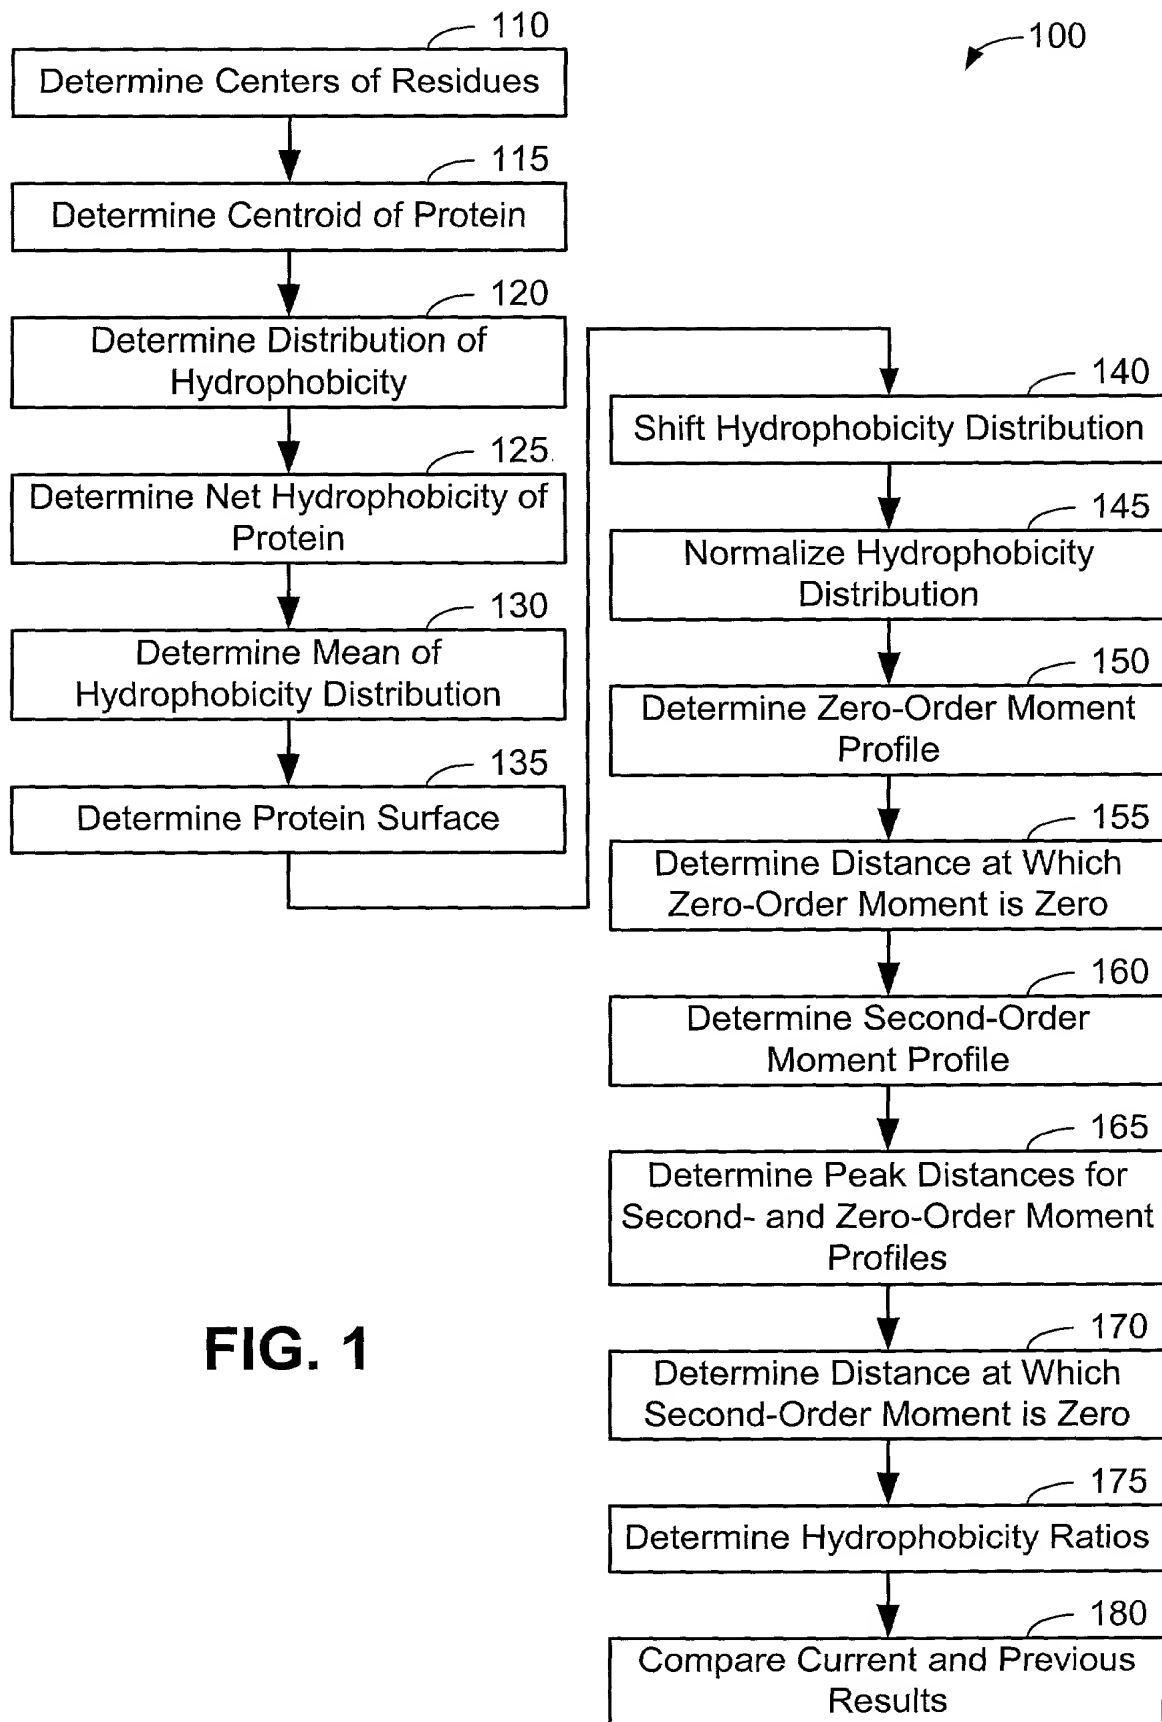 100
110
Determine Centers of Residues
115
Determine Centroid of Protein
120
Determine Distribution of
Hydrophobicity
125
Determine Net Hydrophobicity of
Protein
130
Determine Mean of
Hydrophobicity Distribution
135
Determine Protein Surface
140
Shift Hydrophobicity Distribution
145
Normalize Hydrophobicity
Distribution
150
Determine Zero-Order Moment
Profile
155
Determine Distance at Which
Zero-Order Moment is Zero
160
Determine Second-Order
Moment Profile
165
Determine Peak Distances for
Second- and Zero-Order Moment
Profiles
170
Determine Distance at Which
Second-Order Moment is Zero
175
Determine Hydrophobicity Ratios
180
Compare Current and Previous
Results
FIG. 1